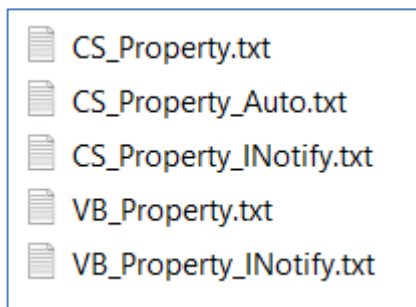 CS_Property.txt
CS_Property_Auto.txt
CS_Property_INotify.txt
VB_Property.txt
VB_Property_INotify.txt